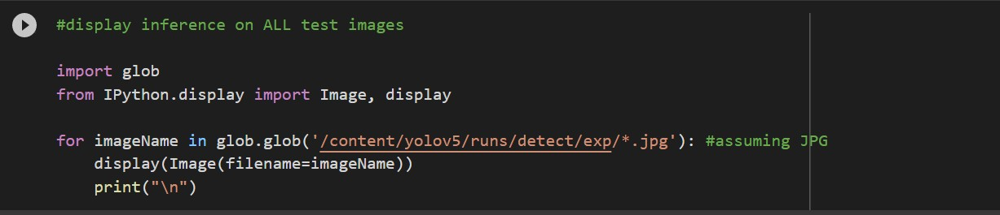 #display inference on ALL test images
import glob
from IPython.display import Image, display
for imageName in glob.glob('/content/yolov5/runs/detect/exp/*.jpg'): #assuming JPG
    display(Image(filename=imageName))
    print("\n")